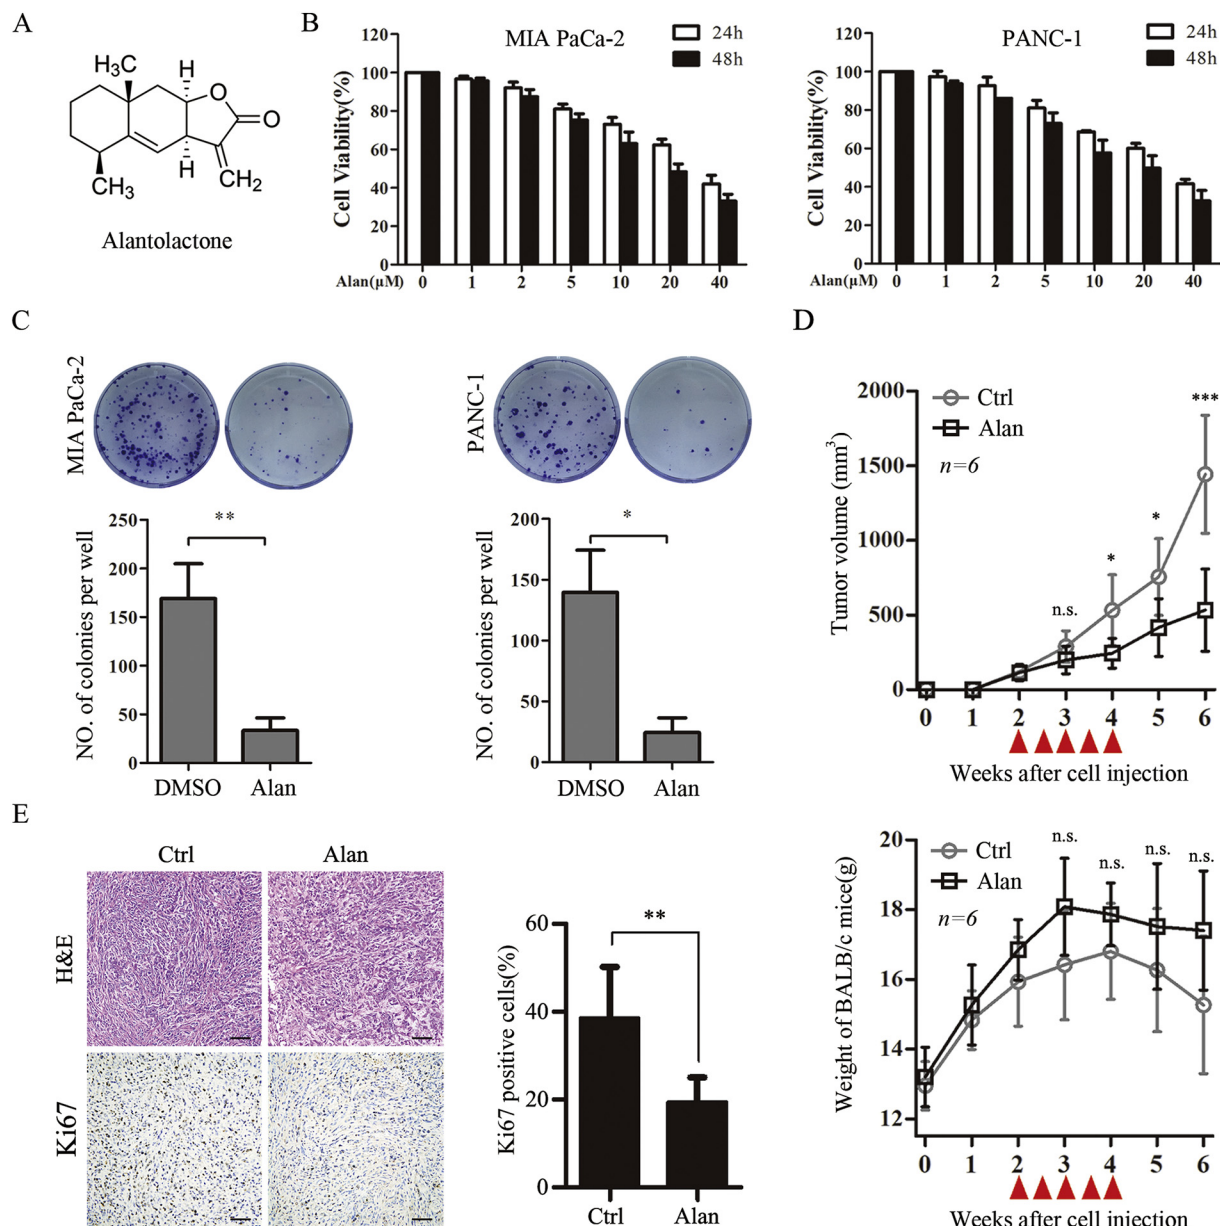 A
H₃C
H
O
O
H
CH₂
CH₃
Alantolactone
B
MIA PaCa-2
24h
48h
Cell Viability(%)
120
100
80
60
40
20
0
Alan(μM) 0 1 2 5 10 20 40
PANC-1
24h
48h
Cell Viability(%)
120
100
80
60
40
20
0
Alan(μM) 0 1 2 5 10 20 40
C
MIA PaCa-2
PANC-1
NO. of colonies per well
250
200
150
100
50
0
**
DMSO Alan
NO. of colonies per well
200
150
100
50
0
*
DMSO Alan
D
Tumor volume (mm³)
2000
1500
1000
500
0
Ctrl
Alan
n=6
n.s.
*
*
***
0 1 2 3 4 5 6
Weeks after cell injection
Weight of BALB/c mice(g)
20
18
16
14
12
Ctrl
Alan
n=6
n.s.
n.s.
n.s.
n.s.
0 1 2 3 4 5 6
Weeks after cell injection
E
Ctrl Alan
H&E
Ki67
Ki67 positive cells(%)
60
40
20
0
**
Ctrl Alan